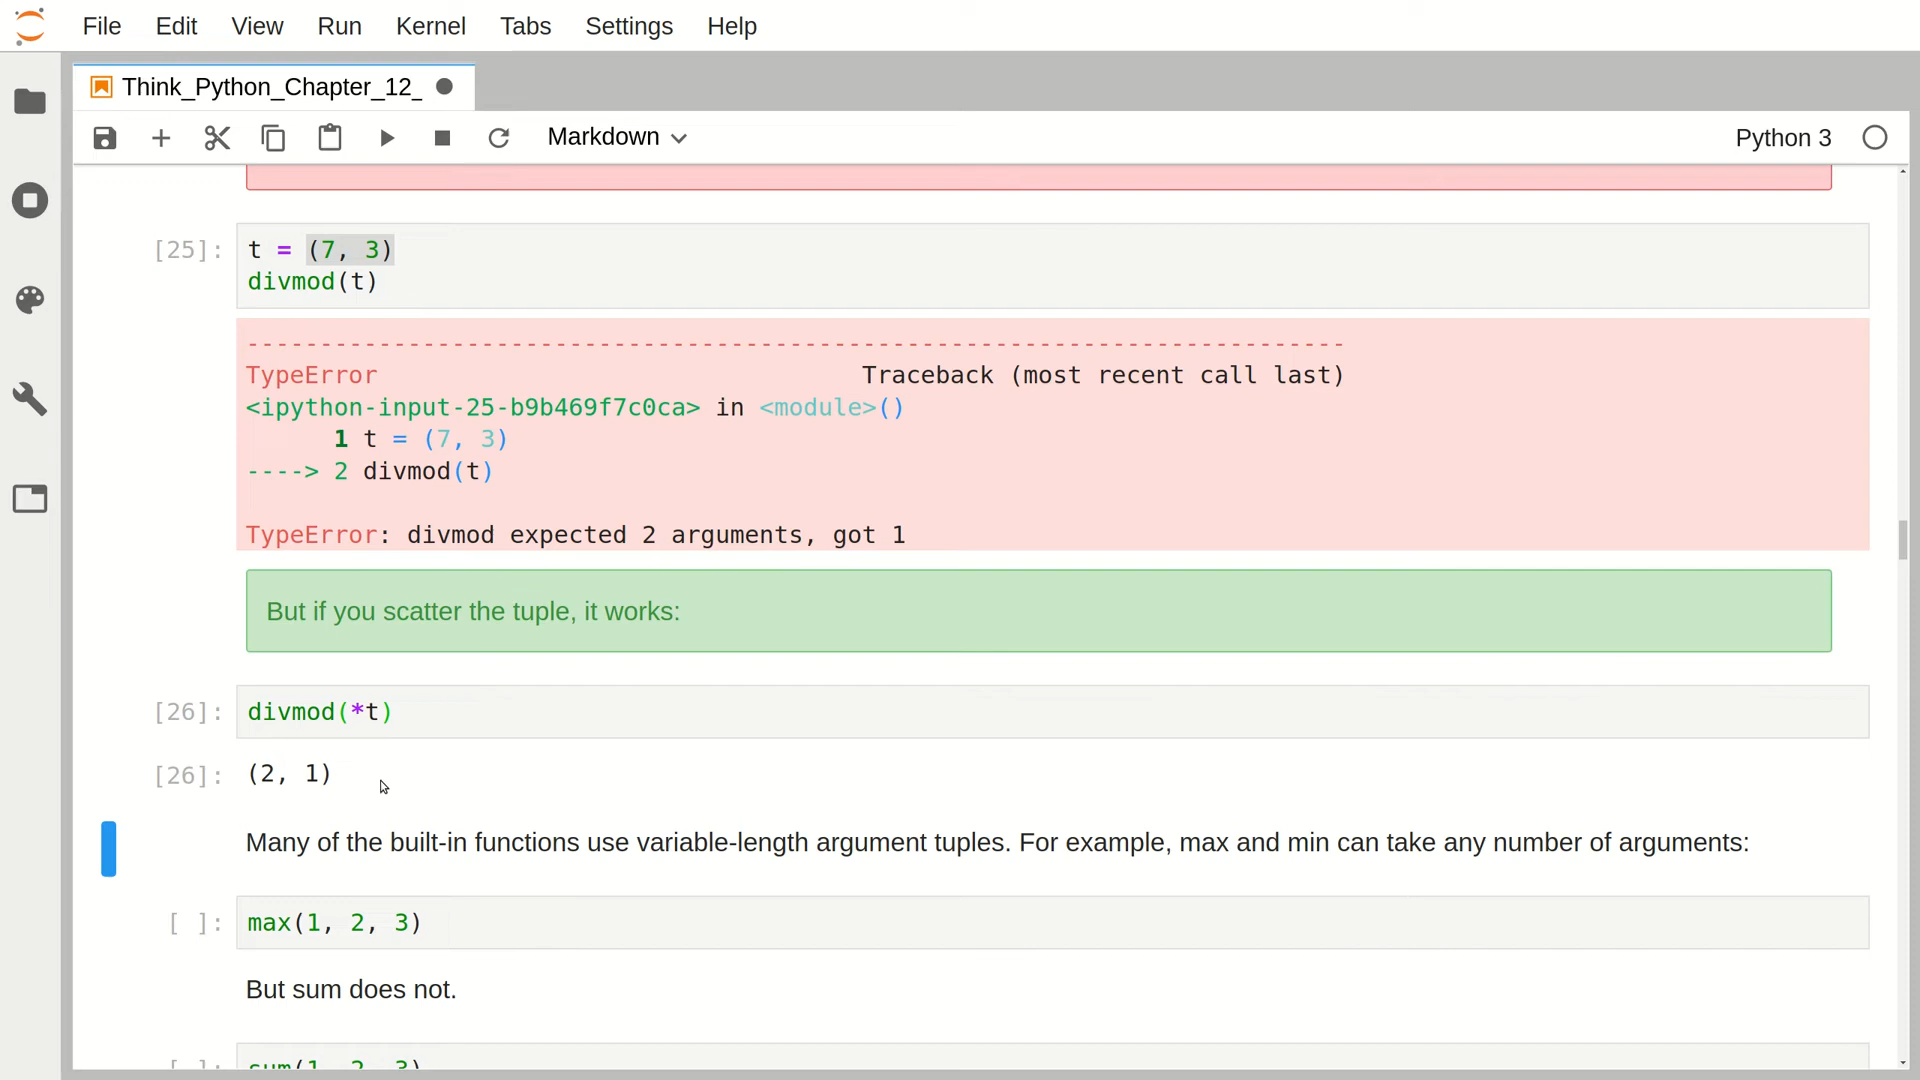 File Edit View Run Kernel Tabs Settings Help
Think_Python_Chapter_12_
Markdown
Python 3
[25]: t = (7, 3)
divmod(t)
---------------------------------------------------------------------------
TypeError                                 Traceback (most recent call last)
<ipython-input-25-b9b469f7c0ca> in <module>()
      1 t = (7, 3)
----> 2 divmod(t)
TypeError: divmod expected 2 arguments, got 1
But if you scatter the tuple, it works:
[26]: divmod(*t)
[26]: (2, 1)
Many of the built-in functions use variable-length argument tuples. For example, max and min can take any number of arguments:
[ ]: max(1, 2, 3)
But sum does not.
[ ]: sum(1, 2, 3)